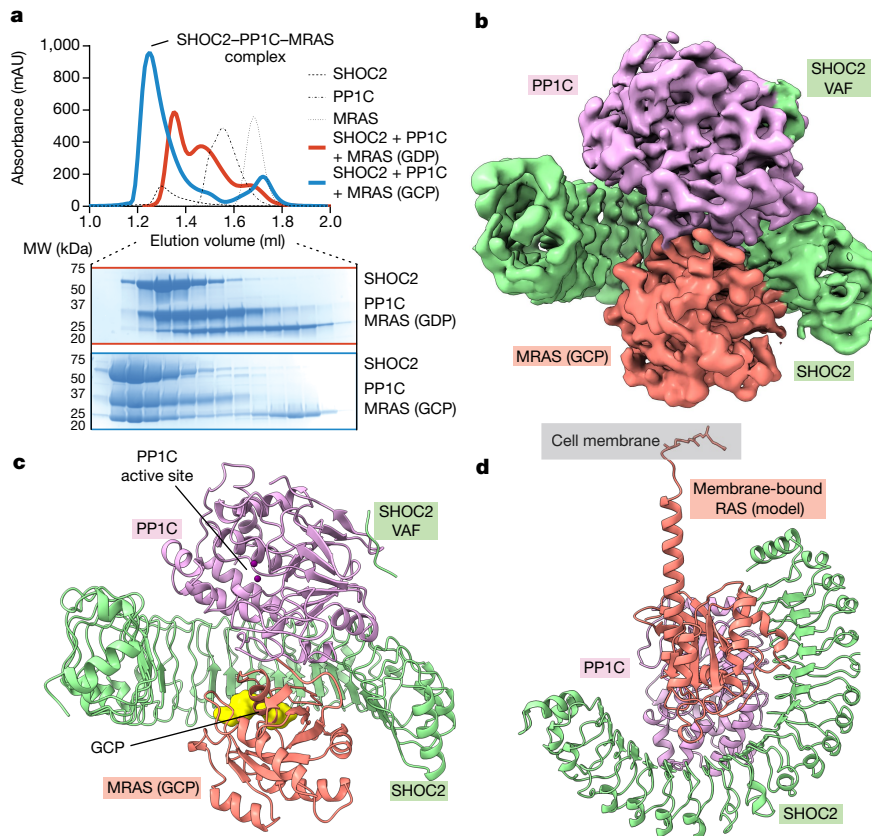 a
SHOC2–PP1C–MRAS
complex
Absorbance (mAU)
1,000
800
600
400
200
0
1.0 1.2 1.4 1.6 1.8 2.0
Elution volume (ml)
SHOC2
PP1C
MRAS
SHOC2 + PP1C
+ MRAS (GDP)
SHOC2 + PP1C
+ MRAS (GCP)
MW (kDa)
75
50
37
25
20
SHOC2
PP1C
MRAS (GDP)
75
50
37
25
20
SHOC2
PP1C
MRAS (GCP)
b
PP1C
SHOC2
VAF
MRAS (GCP)
SHOC2
c
PP1C
active site
PP1C
SHOC2
VAF
GCP
MRAS (GCP)
SHOC2
d
Cell membrane
Membrane-bound
RAS (model)
PP1C
SHOC2